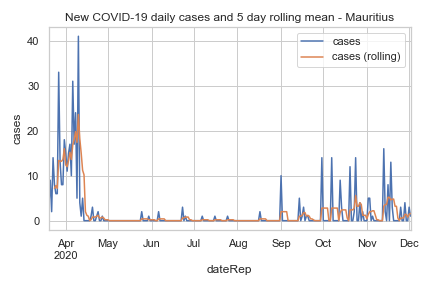 New COVID-19 daily cases and 5 day rolling mean - Mauritius
cases
cases (rolling)
40
30
20
10
0
cases
Apr May Jun Jul Aug Sep Oct Nov Dec
2020
dateRep